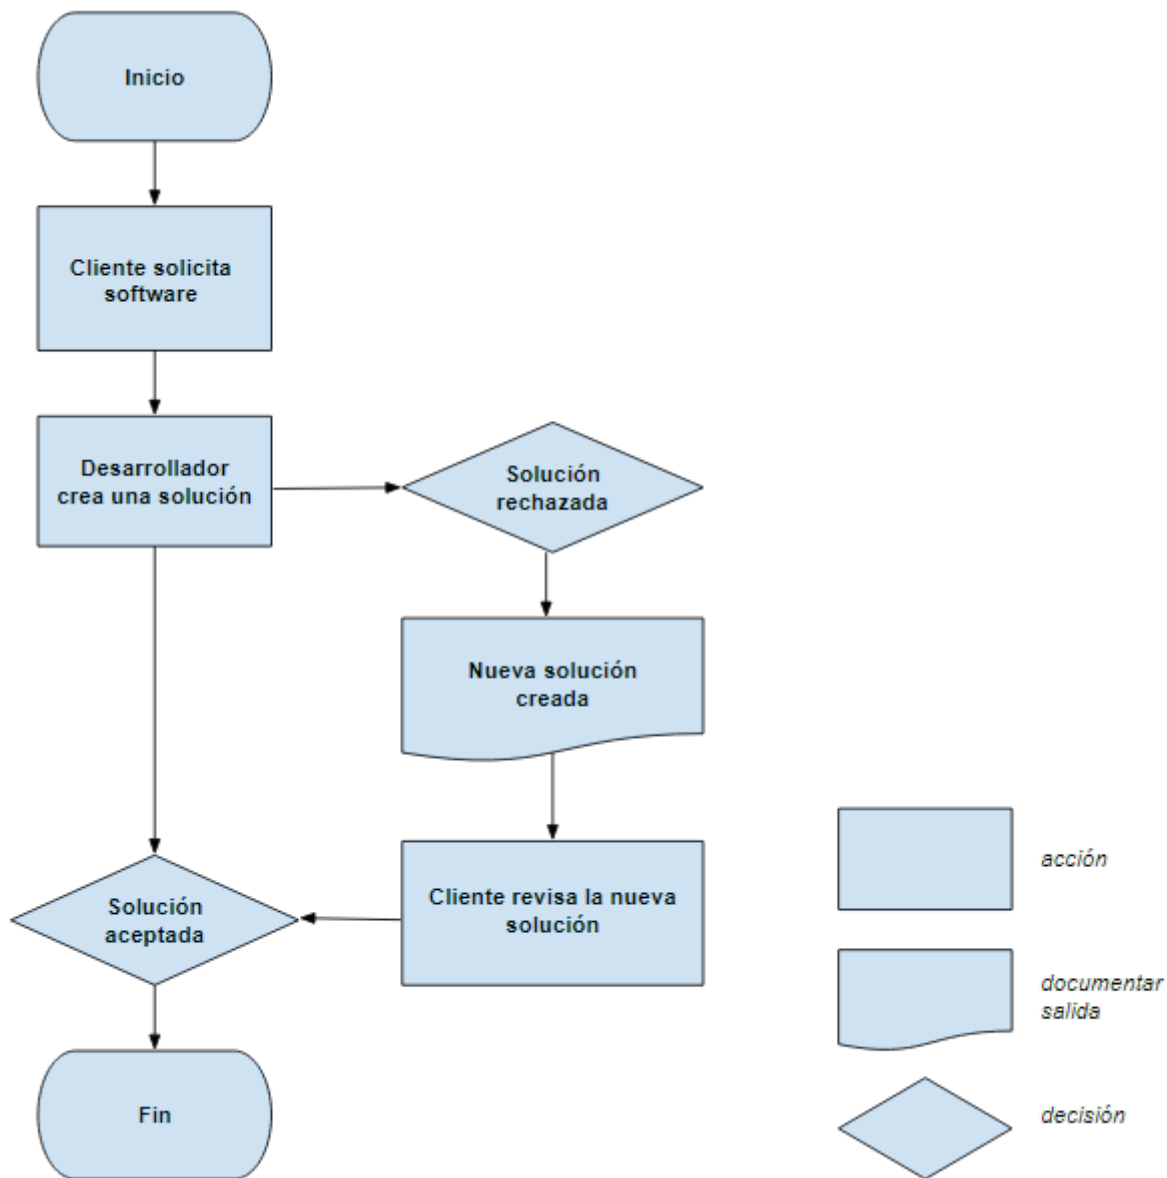 Inicio
Cliente solicita
software
Desarrollador
crea una solución
Solución
rechazada
Nueva solución
creada
Cliente revisa la nueva
solución
Solución
aceptada
Fin
acción
documentar
salida
decisión